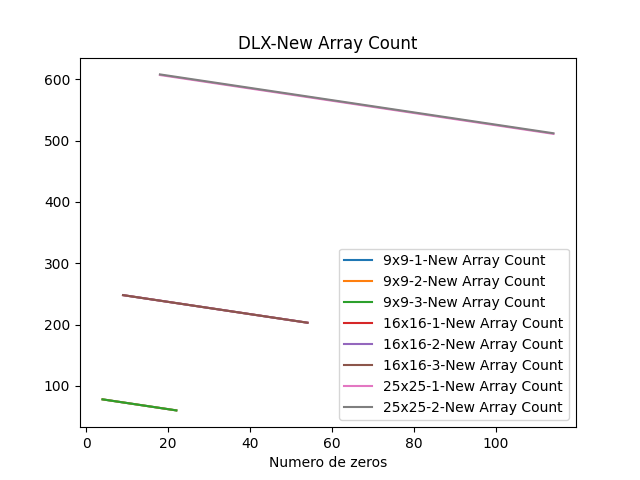 DLX-New Array Count
600
500
400
300
200
100
9x9-1-New Array Count
9x9-2-New Array Count
9x9-3-New Array Count
16x16-1-New Array Count
16x16-2-New Array Count
16x16-3-New Array Count
25x25-1-New Array Count
25x25-2-New Array Count
0 20 40 60 80 100
Numero de zeros